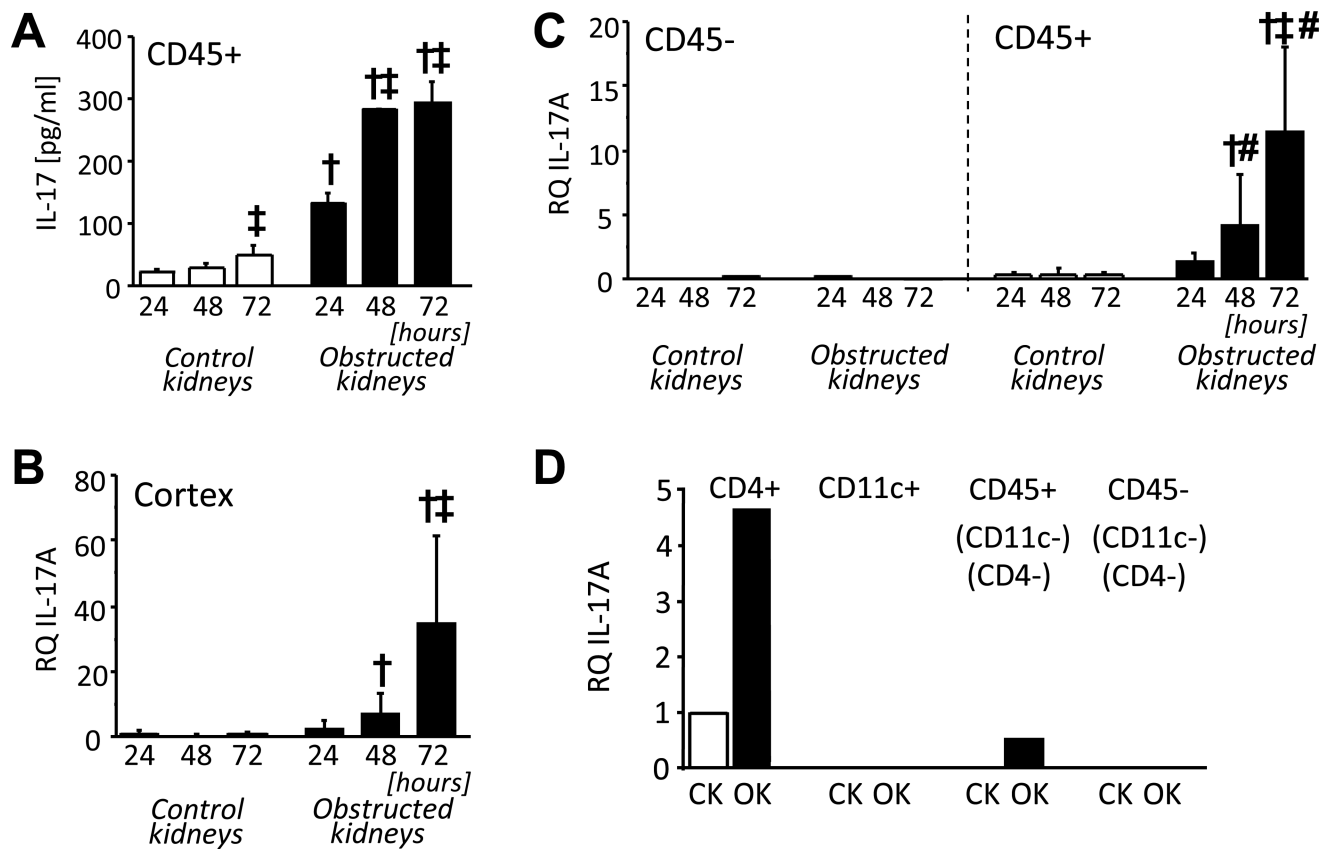 A
CD45+
IL-17 [pg/ml]
400
300
200
100
0
‡
†
†‡
†‡
24 48 72 24 48 72
[hours]
Control kidneys
Obstructed kidneys
C
CD45-
CD45+
RQ IL-17A
20
15
10
5
0
†#
†‡#
24 48 72 24 48 72 24 48 72 24 48 72
[hours]
Control kidneys
Obstructed kidneys
Control kidneys
Obstructed kidneys
B
Cortex
RQ IL-17A
80
60
40
20
0
†
†‡
24 48 72 24 48 72
[hours]
Control kidneys
Obstructed kidneys
D
RQ IL-17A
5
4
3
2
1
0
CD4+ CD11c+ CD45+ CD45-
(CD11c-) (CD11c-)
(CD4-) (CD4-)
CK OK CK OK CK OK CK OK